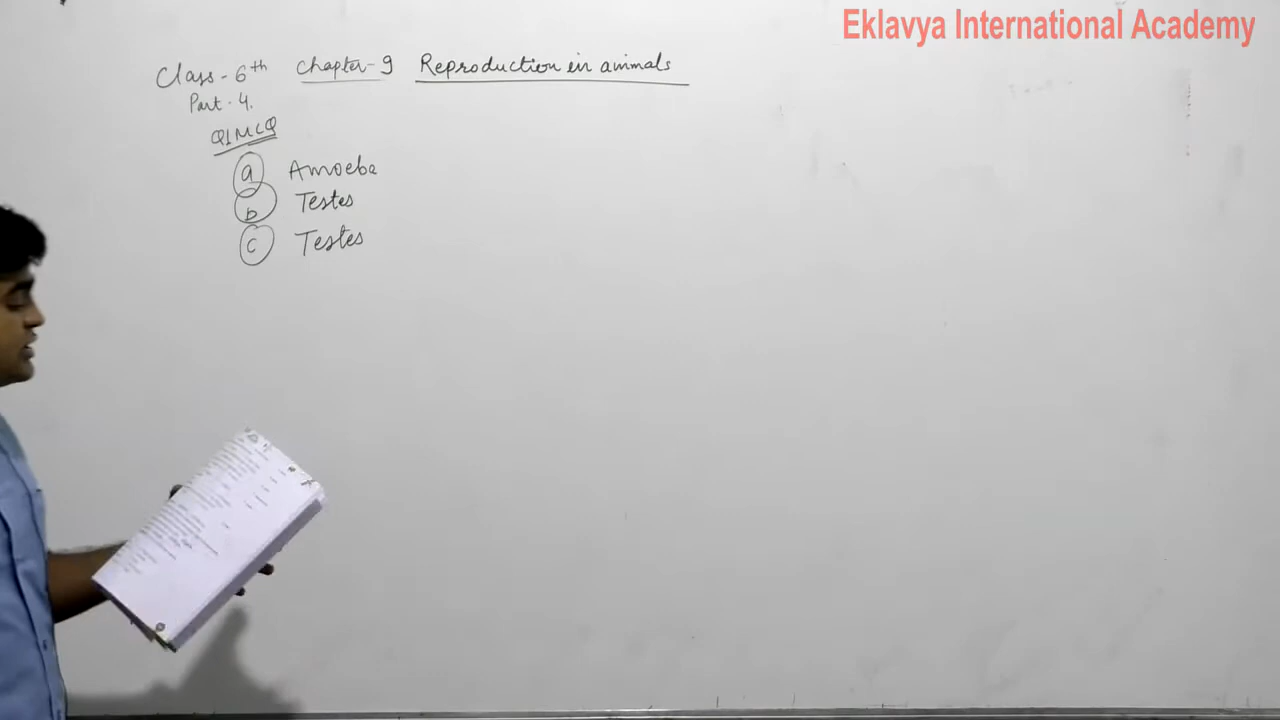 Eklavya International Academy
Class - 6th Chapter - 9 Reproduction in animals
Part - 4.
Q1 MCQ
a Amoeba
b Testes
c Testes